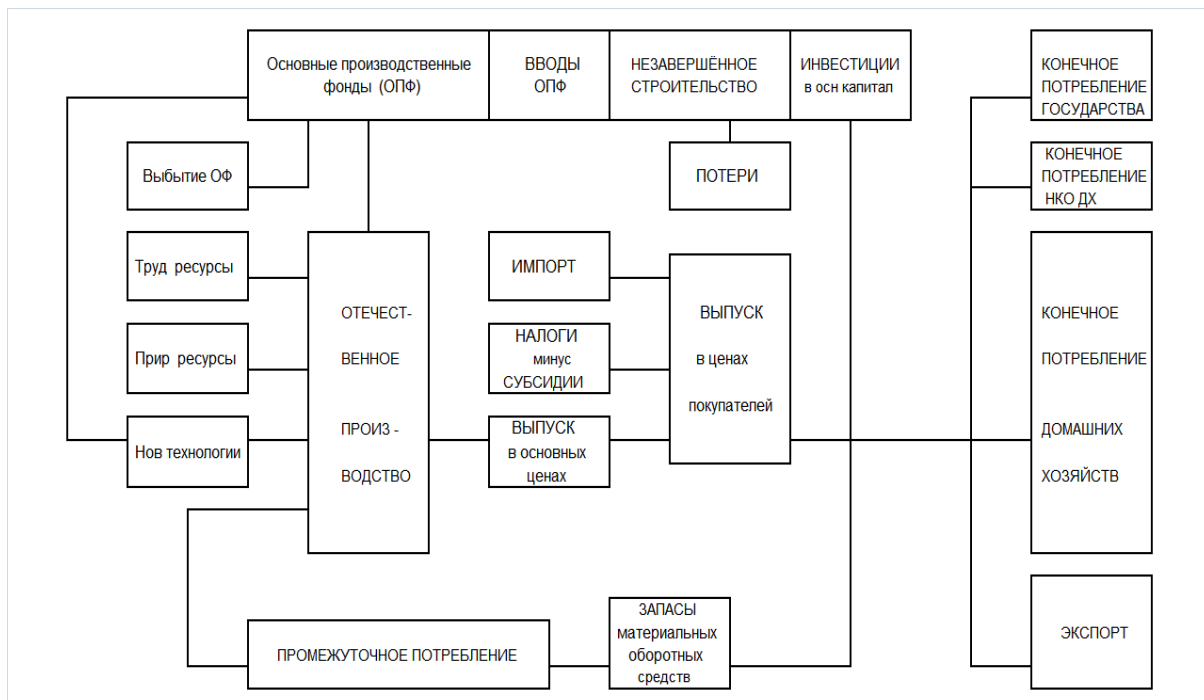 Основные производственные
фонды (ОПФ)
ВВОДЫ
ОПФ
НЕЗАВЕРШЁННОЕ
СТРОИТЕЛЬСТВО
ИНВЕСТИЦИИ
в осн капитал
КОНЕЧНОЕ
ПОТРЕБЛЕНИЕ
ГОСУДАРСТВА
Выбытие ОФ
ПОТЕРИ
КОНЕЧНОЕ
ПОТРЕБЛЕНИЕ
НКО ДХ
Труд ресурсы
Прир ресурсы
Нов технологии
ОТЕЧЕСТ-
ВЕННОЕ
ПРОИЗ -
ВОДСТВО
ИМПОРТ
НАЛОГИ
минус
СУБСИДИИ
ВЫПУСК
в основных
ценах
ВЫПУСК
в ценах
покупателей
КОНЕЧНОЕ
ПОТРЕБЛЕНИЕ
ДОМАШНИХ
ХОЗЯЙСТВ
ПРОМЕЖУТОЧНОЕ ПОТРЕБЛЕНИЕ
ЗАПАСЫ
материальных
оборотных
средств
ЭКСПОРТ